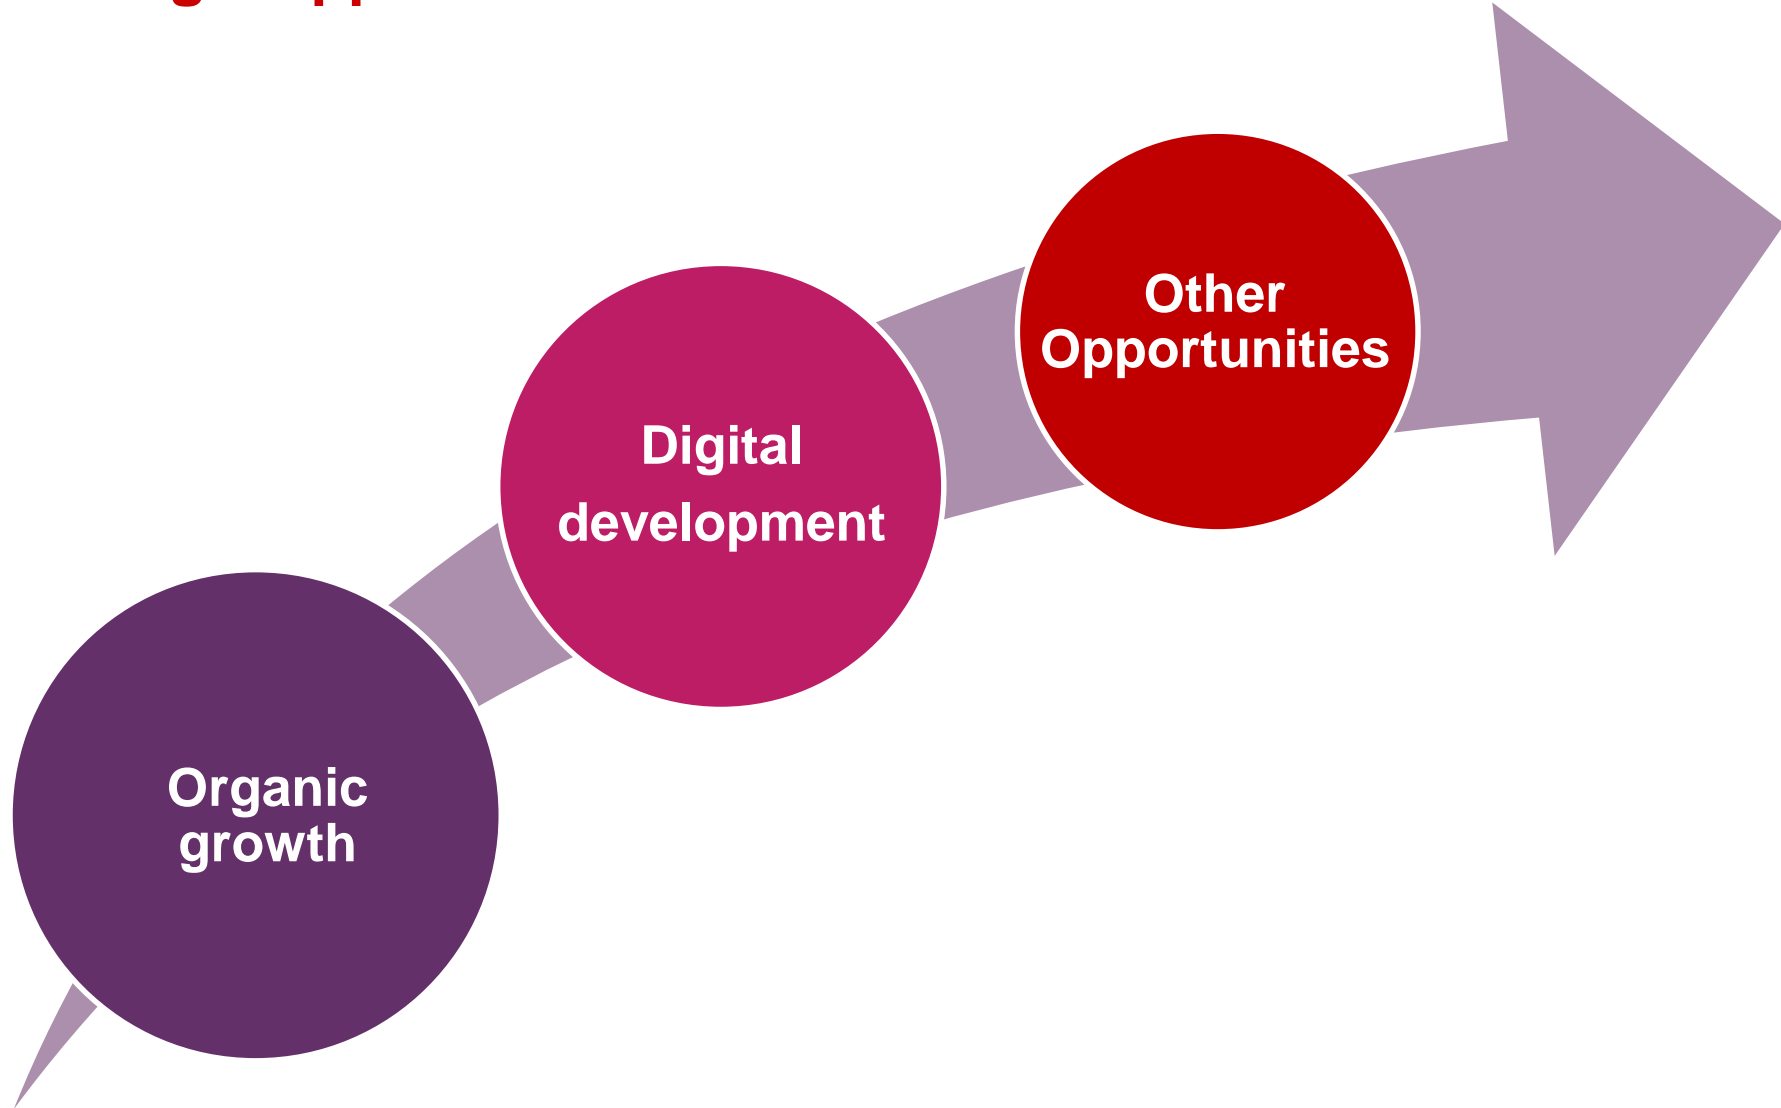 Organic
growth
Digital
development
Other
Opportunities